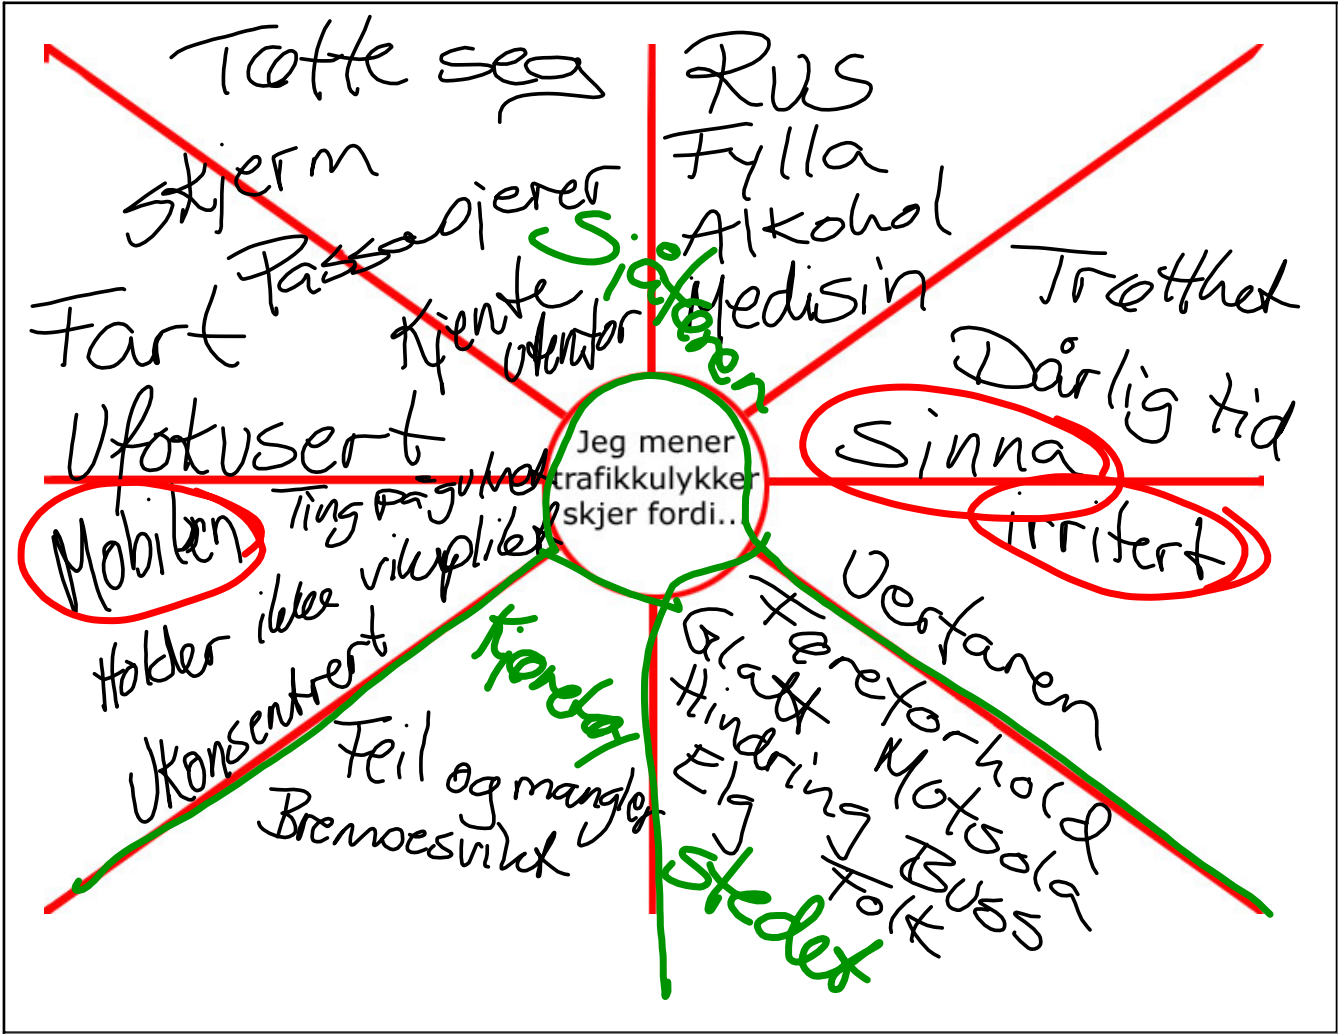 Tøffe seg
Rus
Fylla
Alkohol
Medisin
skjerm
Passasjerer
Kjente
utenfor
Sjåføren
Fart
Ufokusert
Trøtthet
Dårlig tid
Sinna
irritert
Jeg mener
trafikkulykker
skjer fordi...
Mobilen
Ting på gulvet
Holder ikke vikeplikt
Ukonsentrert
Kjøretøy
Feil og mangler
Bremsesvikt
Verfaren
Føreforhold
Glatt
Motsola
Hindring
Buss
Elg
Folk
Stedet